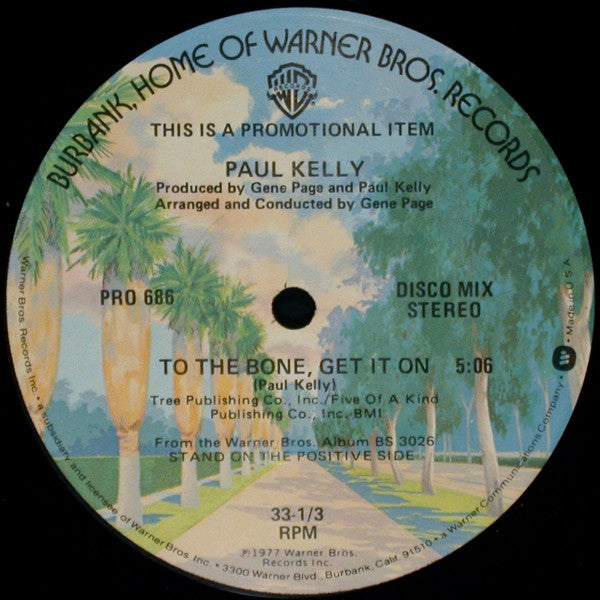 BURBANK, HOME OF WARNER BROS. RECORDS
WB
RECORDS
THIS IS A PROMOTIONAL ITEM
PAUL KELLY
Produced by Gene Page and Paul Kelly
Arranged and Conducted by Gene Page
PRO 686
DISCO MIX
STEREO
TO THE BONE, GET IT ON 5:06
(Paul Kelly)
Tree Publishing Co., Inc./Five Of A Kind
Publishing Co., Inc. BMI
From the Warner Bros. Album BS 3026
STAND ON THE POSITIVE SIDE
33-1/3
RPM
℗1977 Warner Bros.
Records Inc.
Warner Bros. Records Inc. • a subsidiary and licensee of Warner Bros. Inc. • 3300 Warner Blvd., Burbank, Calif. 91510 • a Warner Communications Company. • Made in U.S.A.